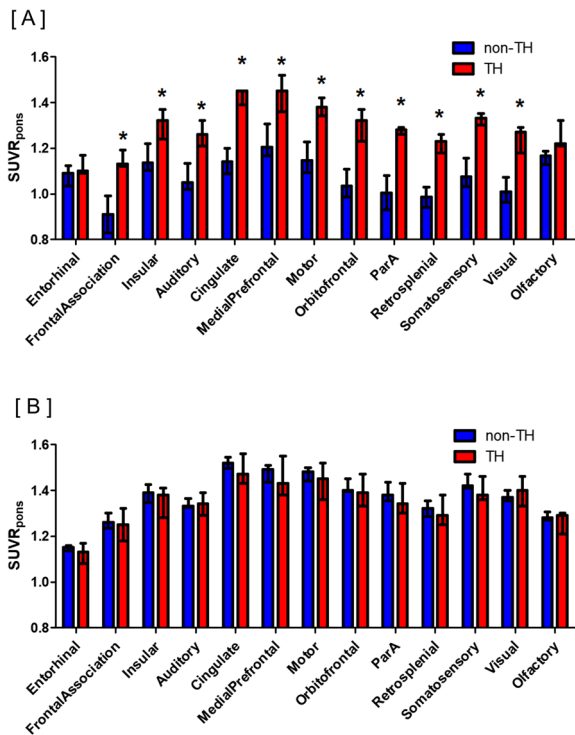 [ A ]
non-TH
TH
SUVRpons
1.6
1.4
1.2
1.0
0.8
* * * * * * * * * * *
Entorhinal
FrontalAssociation
Insular
Auditory
Cingulate
MedialPrefrontal
Motor
Orbitofrontal
ParA
Retrosplenial
Somatosensory
Visual
Olfactory
[ B ]
non-TH
TH
SUVRpons
1.6
1.4
1.2
1.0
0.8
Entorhinal
FrontalAssociation
Insular
Auditory
Cingulate
MedialPrefrontal
Motor
Orbitofrontal
ParA
Retrosplenial
Somatosensory
Visual
Olfactory